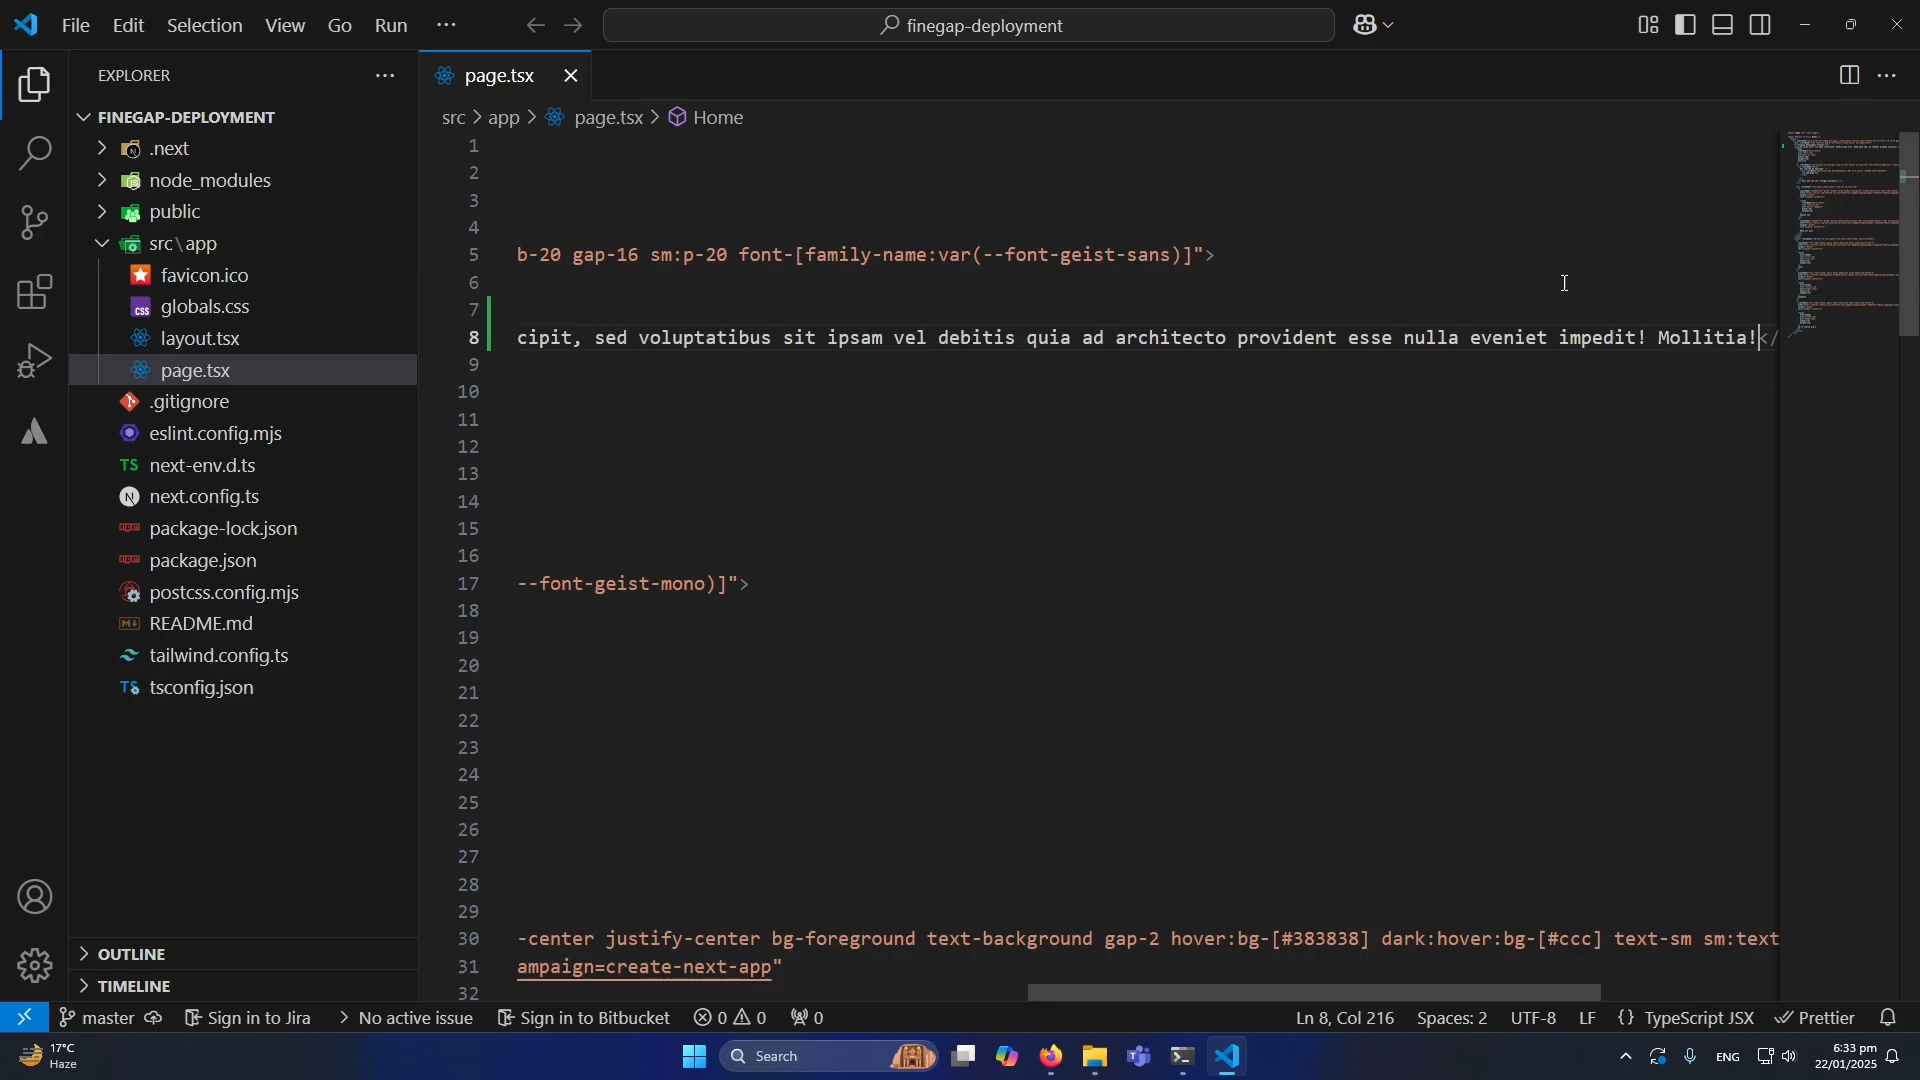 File Edit Selection View Go Run ···
finegap-deployment
EXPLORER
page.tsx
FINEGAP-DEPLOYMENT
src > app > page.tsx > Home
.next
node_modules
public
src\app
favicon.ico
globals.css
layout.tsx
page.tsx
.gitignore
eslint.config.mjs
TS next-env.d.ts
next.config.ts
package-lock.json
package.json
postcss.config.mjs
README.md
tailwind.config.ts
TS tsconfig.json
OUTLINE
TIMELINE
1
2
3
4
5 b-20 gap-16 sm:p-20 font-[family-name:var(--font-geist-sans)]">
6
7
8 cipit, sed voluptatibus sit ipsam vel debitis quia ad architecto provident esse nulla eveniet impedit! Mollitia!</
9
10
11
12
13
14
15
16
17 --font-geist-mono)]">
18
19
20
21
22
23
24
25
26
27
28
29
30 -center justify-center bg-foreground text-background gap-2 hover:bg-[#383838] dark:hover:bg-[#ccc] text-sm sm:text
31 ampaign=create-next-app"
32
master Sign in to Jira > No active issue Sign in to Bitbucket 0 0 0 Ln 8, Col 216 Spaces: 2 UTF-8 LF {} TypeScript JSX Prettier
17°C
Haze
Search
ENG
6:33 pm
22/01/2025